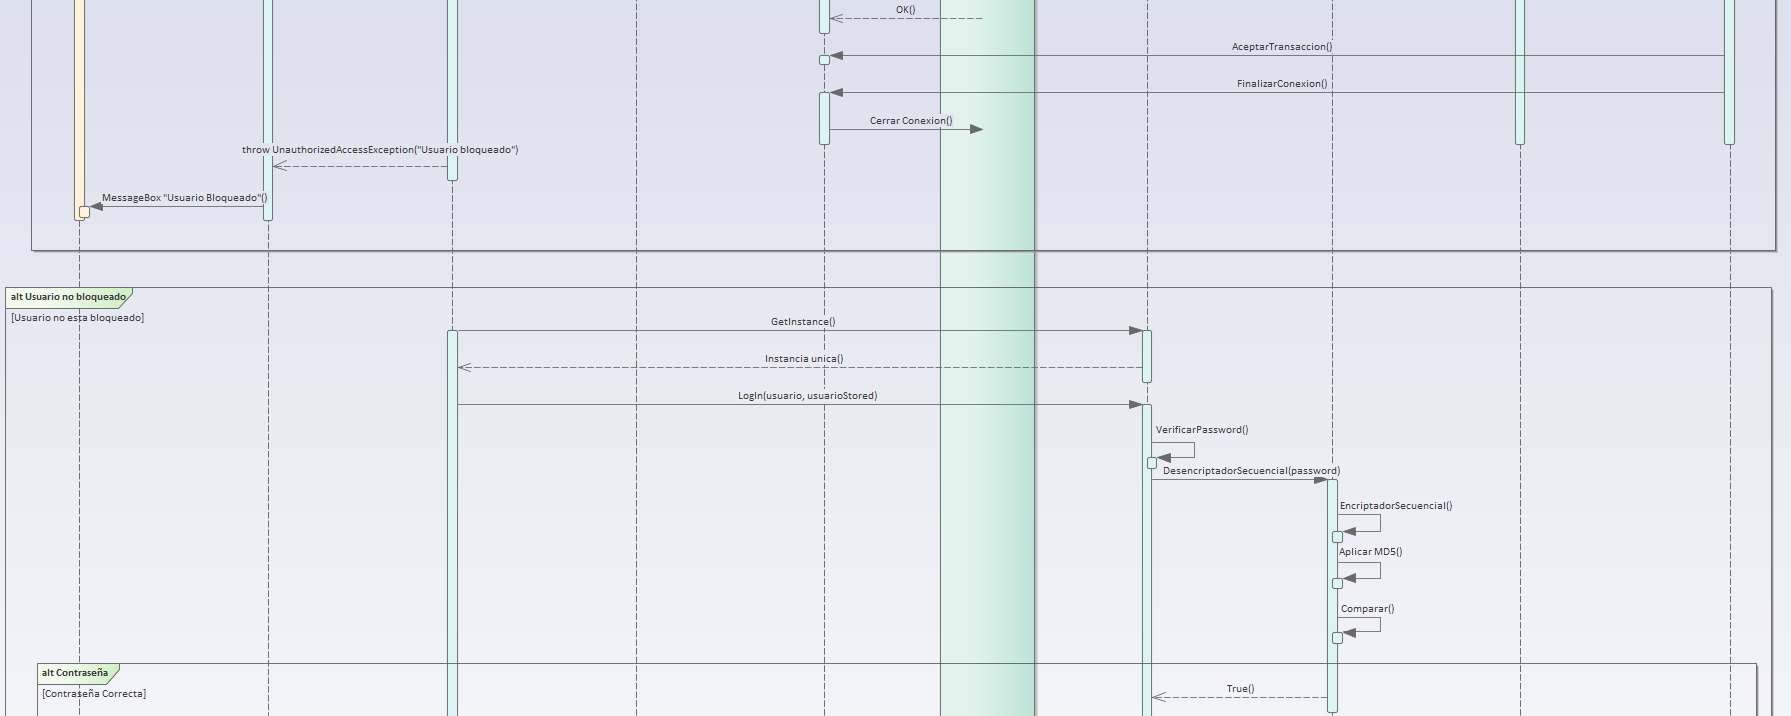 OK()
AceptarTransaccion()
FinalizarConexion()
Cerrar Conexion()
throw UnauthorizedAccessException("Usuario bloqueado")
MessageBox "Usuario Bloqueado"()
alt Usuario no bloqueado
[Usuario no esta bloqueado]
GetInstance()
Instancia unica()
LogIn(usuario, usuarioStored)
VerificarPassword()
DesencriptadorSecuencial(password)
EncriptadorSecuencial()
Aplicar MD5()
Comparar()
alt Contraseña
[Contraseña Correcta]
True()